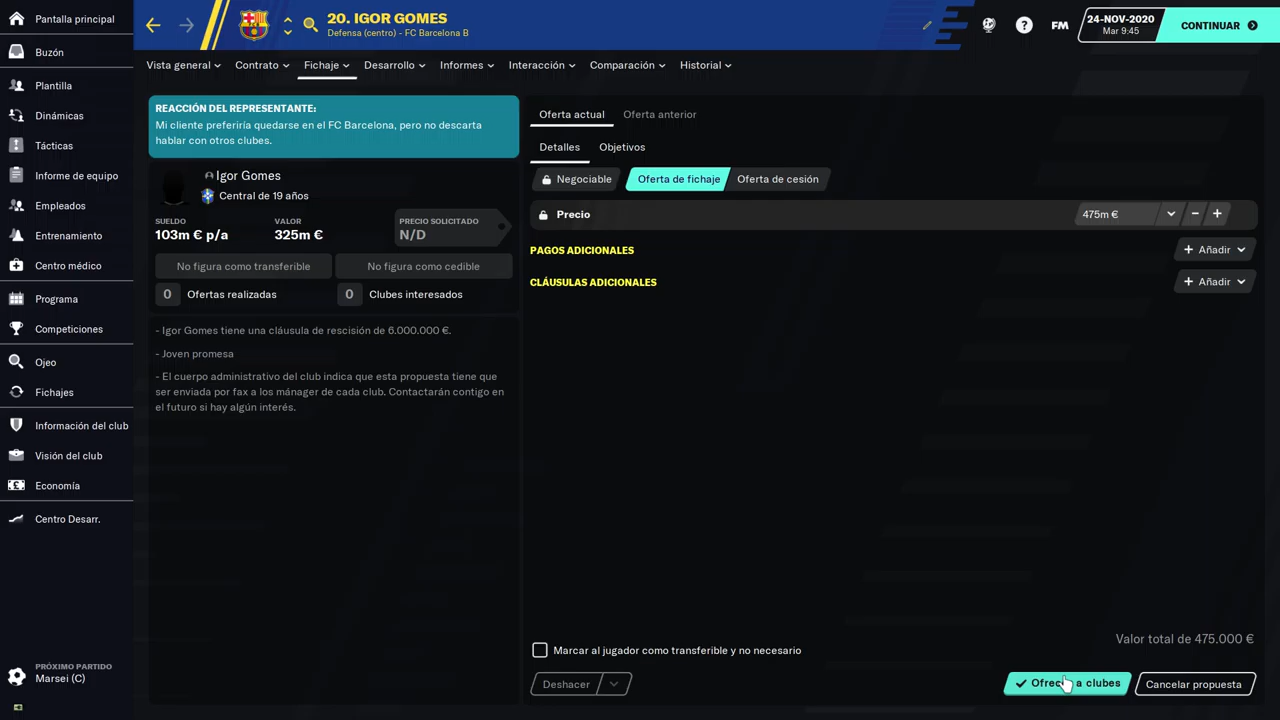 Pantalla principal
Buzón
Plantilla
Dinámicas
Tácticas
Informe de equipo
Empleados
Entrenamiento
Centro médico
Programa
Competiciones
Ojeo
Fichajes
Información del club
Visión del club
Economía
Centro Desarr.
PRÓXIMO PARTIDO
Marsei (C)
20. IGOR GOMES
Defensa (centro) - FC Barcelona B
FM
24-NOV-2020
Mar 9:45
CONTINUAR
Vista general
Contrato
Fichaje
Desarrollo
Informes
Interacción
Comparación
Historial
REACCIÓN DEL REPRESENTANTE:
Mi cliente preferiría quedarse en el FC Barcelona, pero no descarta
hablar con otros clubes.
Igor Gomes
Central de 19 años
SUELDO
103m € p/a
VALOR
325m €
PRECIO SOLICITADO
N/D
No figura como transferible
No figura como cedible
0 Ofertas realizadas
0 Clubes interesados
- Igor Gomes tiene una cláusula de rescisión de 6.000.000 €.
- Joven promesa
- El cuerpo administrativo del club indica que esta propuesta tiene que
ser enviada por fax a los mánager de cada club. Contactarán contigo en
el futuro si hay algún interés.
Oferta actual
Oferta anterior
Detalles
Objetivos
Negociable
Oferta de fichaje
Oferta de cesión
Precio
475m €
PAGOS ADICIONALES
Añadir
CLÁUSULAS ADICIONALES
Añadir
Valor total de 475.000 €
Marcar al jugador como transferible y no necesario
Deshacer
a clubes
Cancelar propuesta